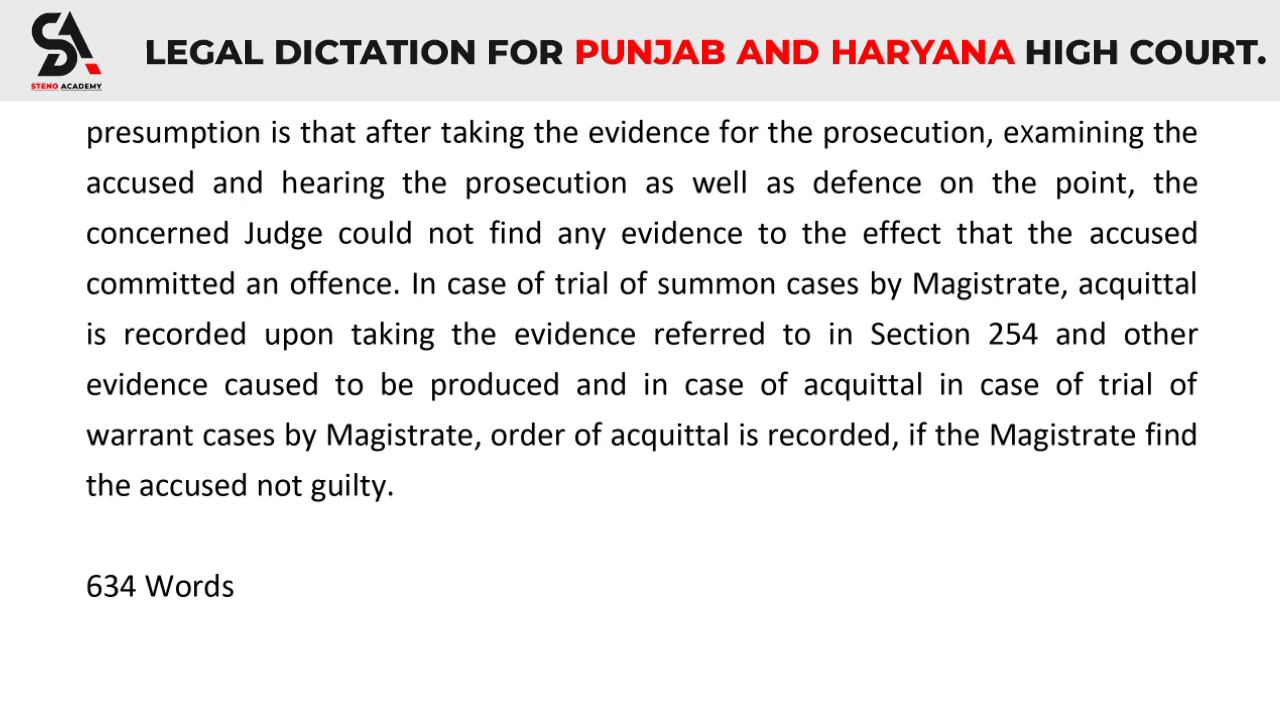 SA
STENO ACADEMY
LEGAL DICTATION FOR PUNJAB AND HARYANA HIGH COURT.
presumption is that after taking the evidence for the prosecution, examining the
accused and hearing the prosecution as well as defence on the point, the
concerned Judge could not find any evidence to the effect that the accused
committed an offence. In case of trial of summon cases by Magistrate, acquittal
is recorded upon taking the evidence referred to in Section 254 and other
evidence caused to be produced and in case of acquittal in case of trial of
warrant cases by Magistrate, order of acquittal is recorded, if the Magistrate find
the accused not guilty.
634 Words